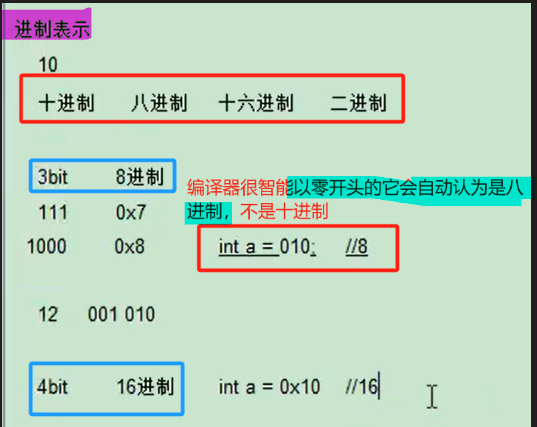 进制表示
10
十进制 八进制 十六进制 二进制
3bit 8进制
编译器很智能以零开头的它会自动认为是八
进制，不是十进制
111 0x7
1000 0x8 int a = 010; //8
12 001 010
4bit 16进制 int a = 0x10 //16